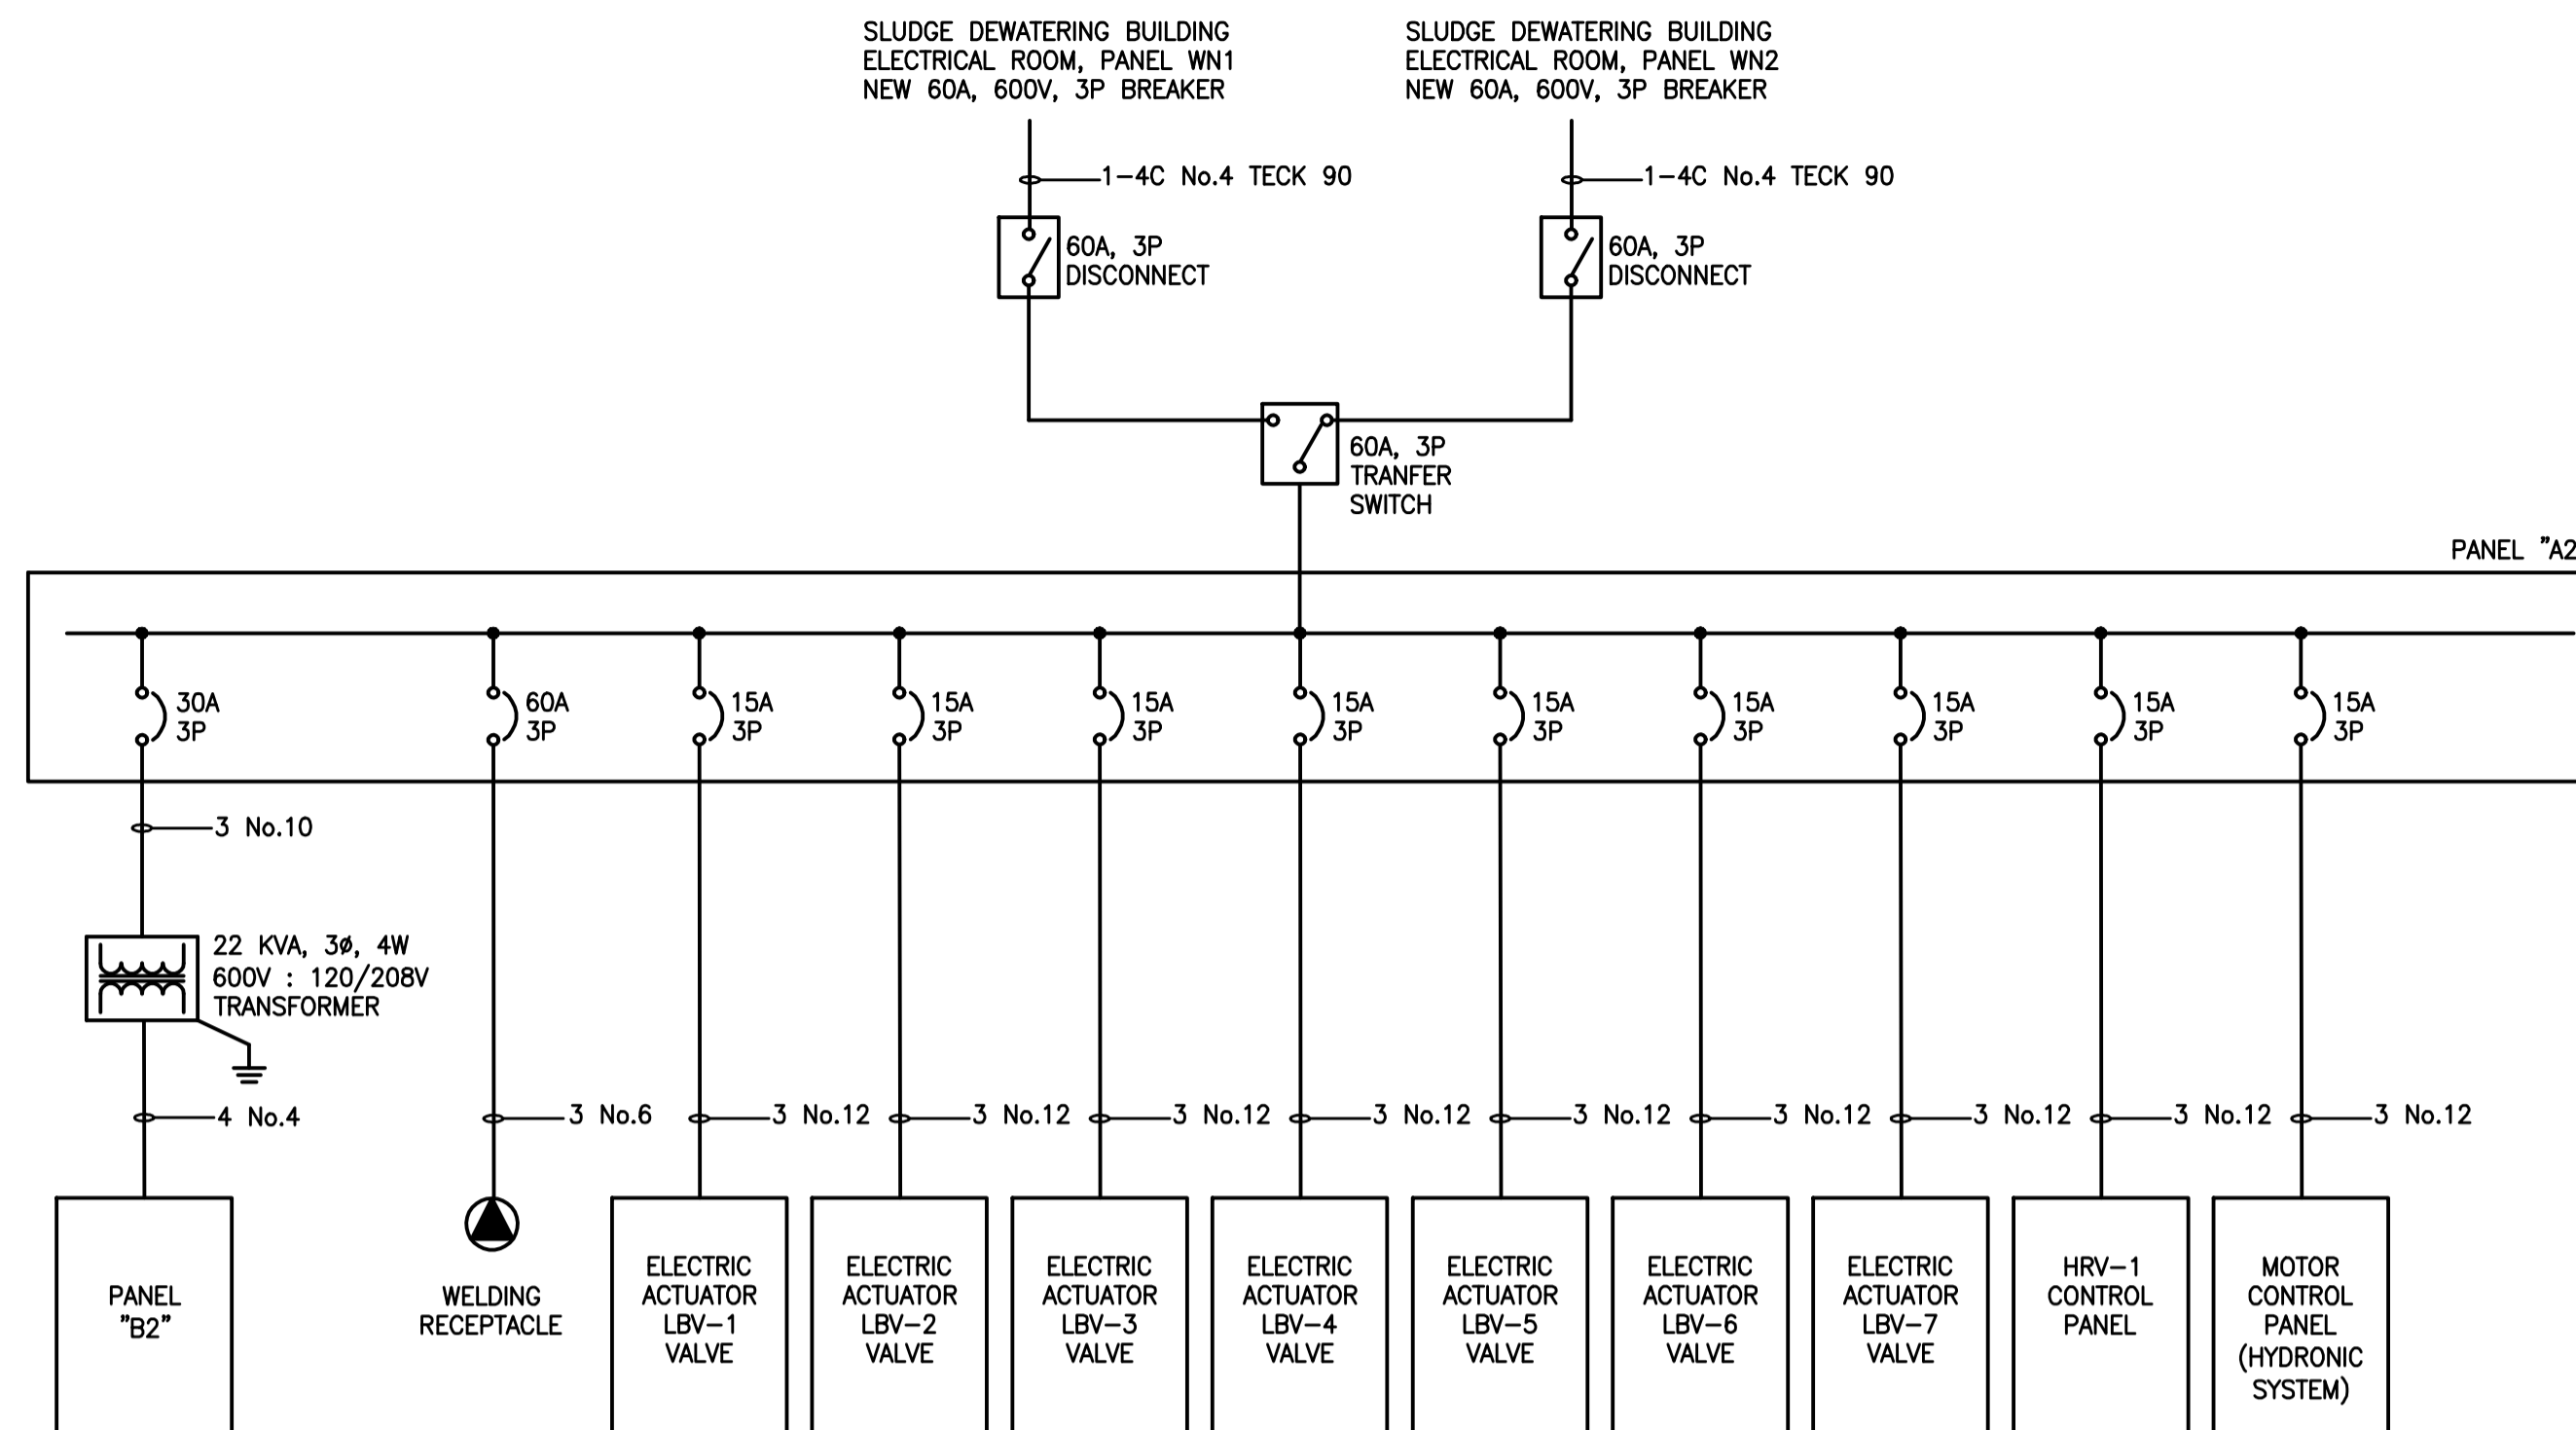 SLUDGE DEWATERING BUILDING
ELECTRICAL ROOM, PANEL WN1
NEW 60A, 600V, 3P BREAKER
SLUDGE DEWATERING BUILDING
ELECTRICAL ROOM, PANEL WN2
NEW 60A, 600V, 3P BREAKER
1-4C No.4 TECK 90
1-4C No.4 TECK 90
60A, 3P
DISCONNECT
60A, 3P
DISCONNECT
60A, 3P
TRANFER
SWITCH
PANEL "A2
30A
3P
60A
3P
15A
3P
15A
3P
15A
3P
15A
3P
15A
3P
15A
3P
15A
3P
15A
3P
15A
3P
3 No.10
22 KVA, 3ø, 4W
600V : 120/208V
TRANSFORMER
4 No.4
3 No.6
3 No.12
3 No.12
3 No.12
3 No.12
3 No.12
3 No.12
3 No.12
3 No.12
3 No.12
PANEL
"B2"
WELDING
RECEPTACLE
ELECTRIC
ACTUATOR
LBV-1
VALVE
ELECTRIC
ACTUATOR
LBV-2
VALVE
ELECTRIC
ACTUATOR
LBV-3
VALVE
ELECTRIC
ACTUATOR
LBV-4
VALVE
ELECTRIC
ACTUATOR
LBV-5
VALVE
ELECTRIC
ACTUATOR
LBV-6
VALVE
ELECTRIC
ACTUATOR
LBV-7
VALVE
HRV-1
CONTROL
PANEL
MOTOR
CONTROL
PANEL
(HYDRONIC
SYSTEM)